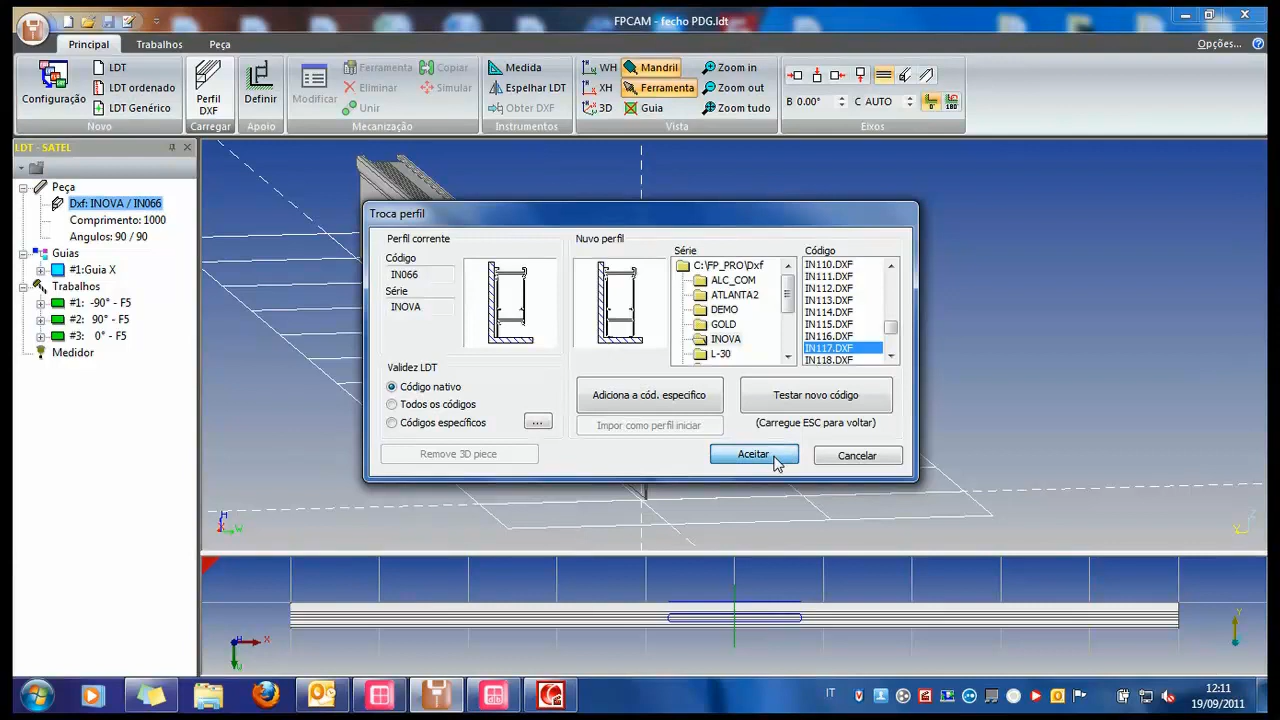 FPCAM - fecho PDG.ldt
Principal Trabalhos Peça Opções...
LDT Ferramenta Copiar Medida WH Mandril Zoom in
Configuração LDT ordenado Perfil DXF Definir Modificar Eliminar Simular Espelhar LDT XH Ferramenta Zoom out B 0.00° C AUTO
LDT Genérico Unir Obter DXF 3D Guia Zoom tudo
Novo Carregar Apoio Mecanização Instrumentos Vista Eixos
LDT - SATEL
Peça
Dxf: INOVA / IN066
Comprimento: 1000
Angulos: 90 / 90
Guias
#1:Guia X
Trabalhos
#1: -90° - F5
#2: 90° - F5
#3: 0° - F5
Medidor
Troca perfil
Perfil corrente
Código
IN066
Série
INOVA
Nuvo perfil
Série
C:\FP_PRO\Dxf
ALC_COM
ATLANTA2
DEMO
GOLD
INOVA
L-30
Código
IN110.DXF
IN111.DXF
IN112.DXF
IN113.DXF
IN114.DXF
IN115.DXF
IN116.DXF
IN117.DXF
IN118.DXF
Validez LDT
Código nativo
Todos os códigos
Códigos específicos ...
Remove 3D piece
Adiciona a cód. especifico
Impor como perfil iniciar
Testar novo código
(Carregue ESC para voltar)
Aceitar Cancelar
H
W
Z
Y
X
H
Y
IT
12:11
19/09/2011